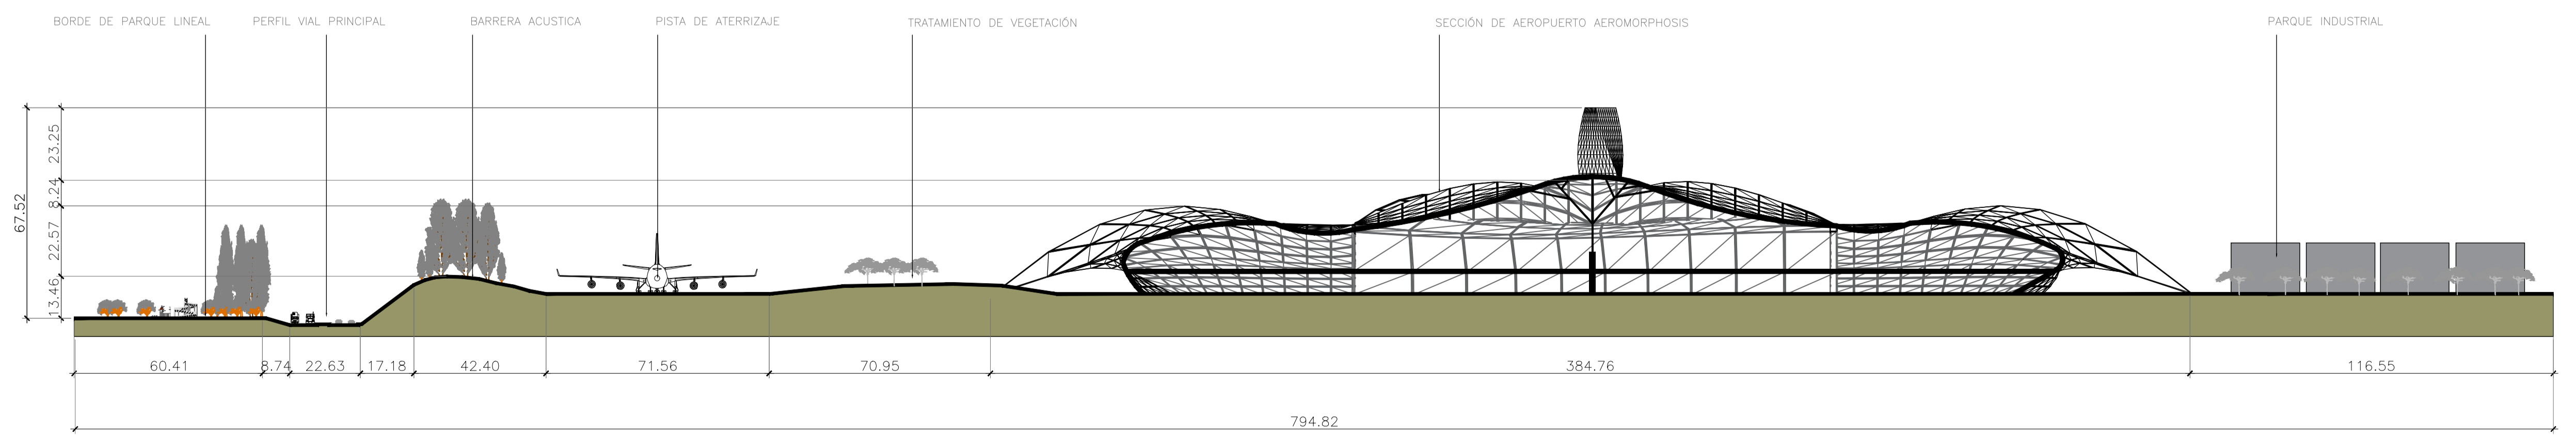 BORDE DE PARQUE LINEAL
PERFIL VIAL PRINCIPAL
BARRERA ACUSTICA
PISTA DE ATERRIZAJE
TRATAMIENTO DE VEGETACIÓN
SECCIÓN DE AEROPUERTO AEROMORPHOSIS
PARQUE INDUSTRIAL
67.52
23.25
8.24
22.57
13.46
60.41
8.74
22.63
17.18
42.40
71.56
70.95
384.76
116.55
794.82